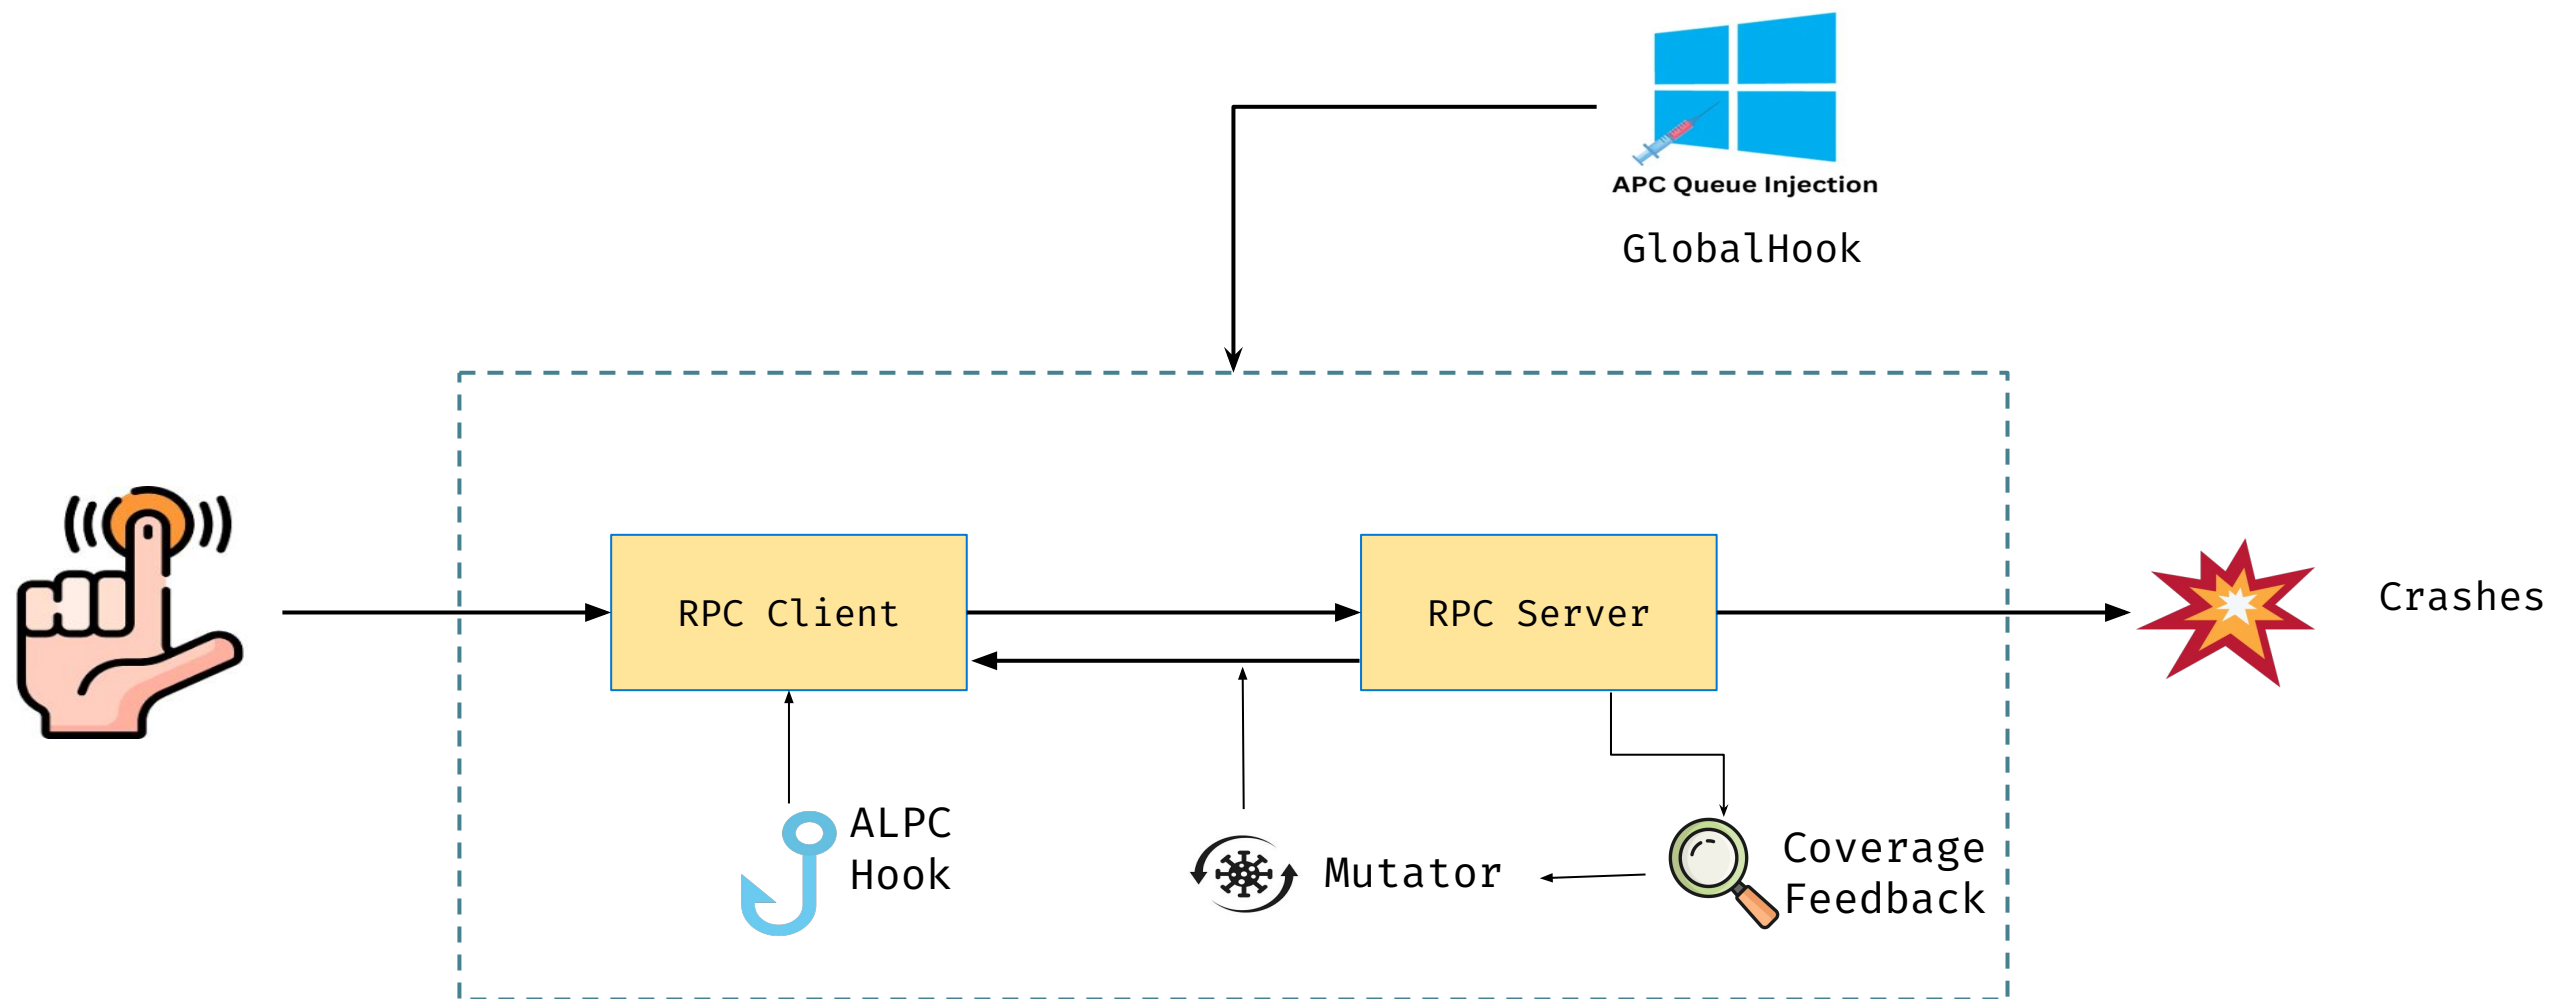 APC Queue Injection
GlobalHook
RPC Client
RPC Server
Crashes
ALPC
Hook
Mutator
Coverage
Feedback